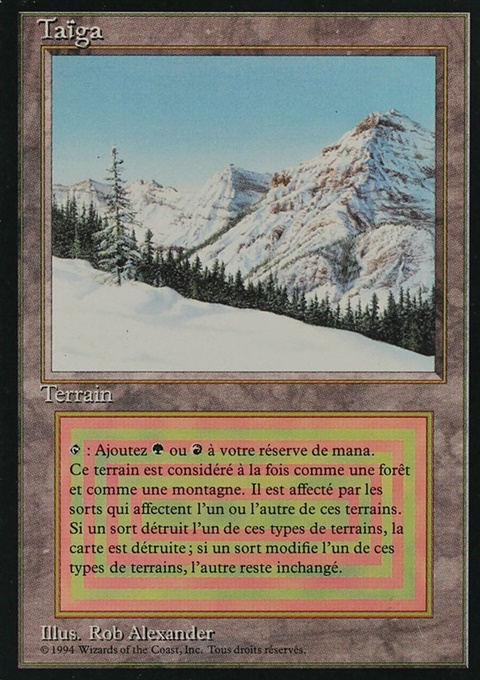 Taïga
Terrain
: Ajoutez ou à votre réserve de mana.
Ce terrain est considéré à la fois comme une forêt
et comme une montagne. Il est affecté par les
sorts qui affectent l'un ou l'autre de ces terrains.
Si un sort détruit l'un de ces types de terrains, la
carte est détruite ; si un sort modifie l'un de ces
types de terrains, l'autre reste inchangé.
Illus. Rob Alexander
© 1994 Wizards of the Coast, Inc. Tous droits réservés.